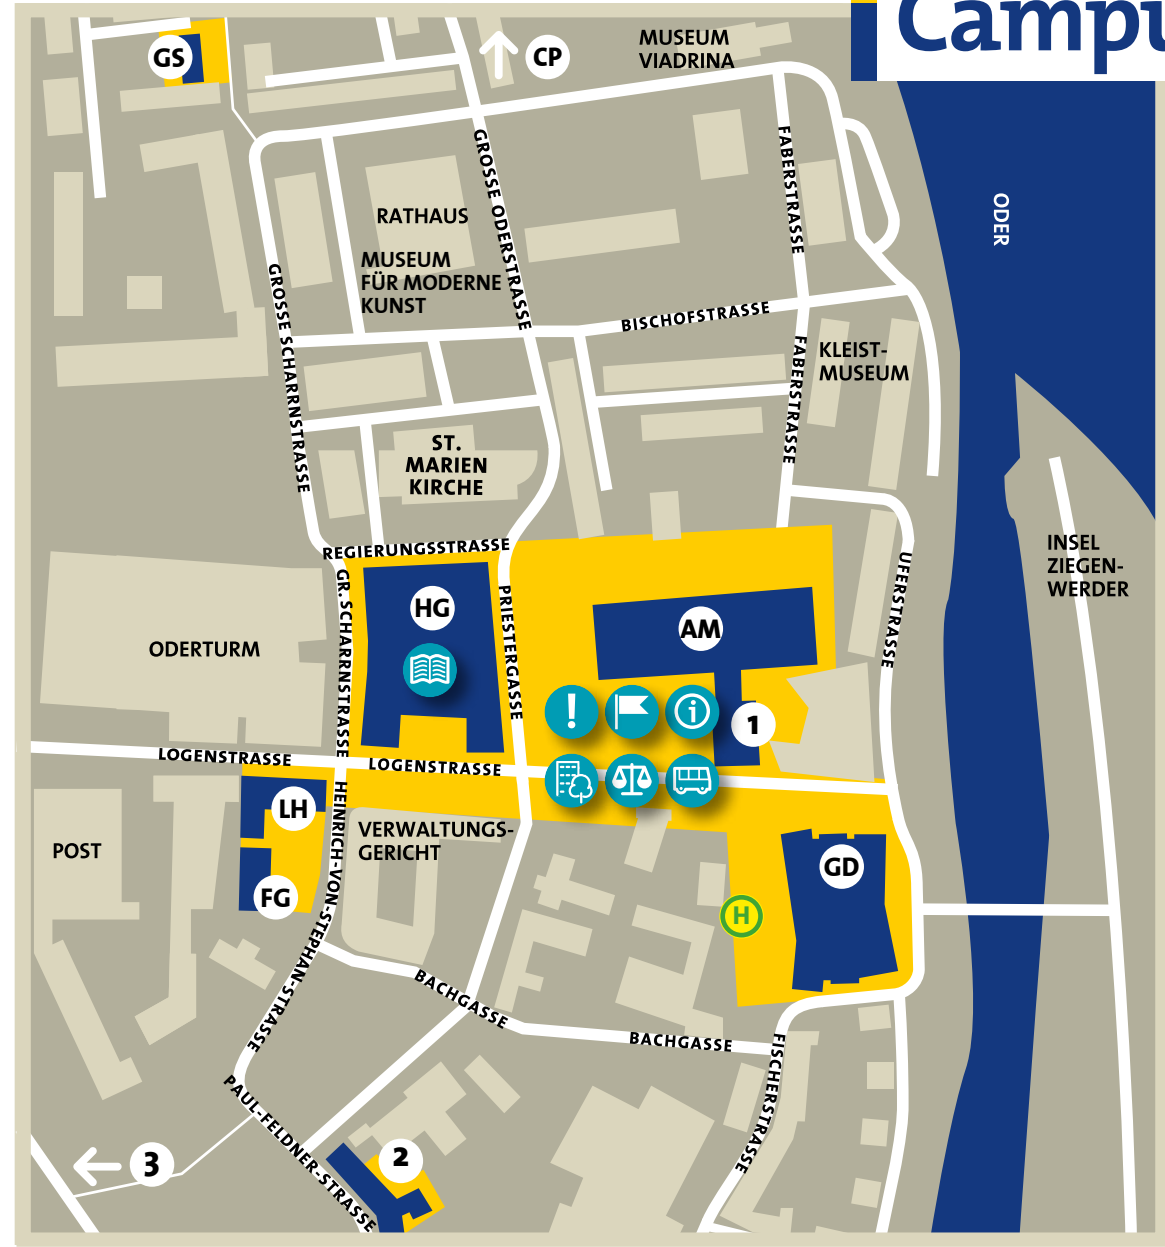 Campu
GS
CP
MUSEUM
VIADRINA
GROSSE ODERSTRASSE
FABERSTRASSE
ODER
RATHAUS
MUSEUM
FÜR MODERNE
KUNST
GROSSE SCHARRNSTRASSE
BISCHOFSTRASSE
FABERSTRASSE
KLEIST-
MUSEUM
ST.
MARIEN
KIRCHE
REGIERUNGSSTRASSE
INSEL
ZIEGEN-
WERDER
UFERSTRASSE
GR. SCHARRNSTRASSE
HG
PRIESTERGASSE
AM
ODERTURM
!
i
1
LOGENSTRASSE
LOGENSTRASSE
HEINRICH-VON-STEPHAN-STRASSE
LH
VERWALTUNGS-
GERICHT
POST
GD
FG
H
BACHGASSE
BACHGASSE
FISCHERSTRASSE
PAUL-FELDNER-STRASSE
3
2